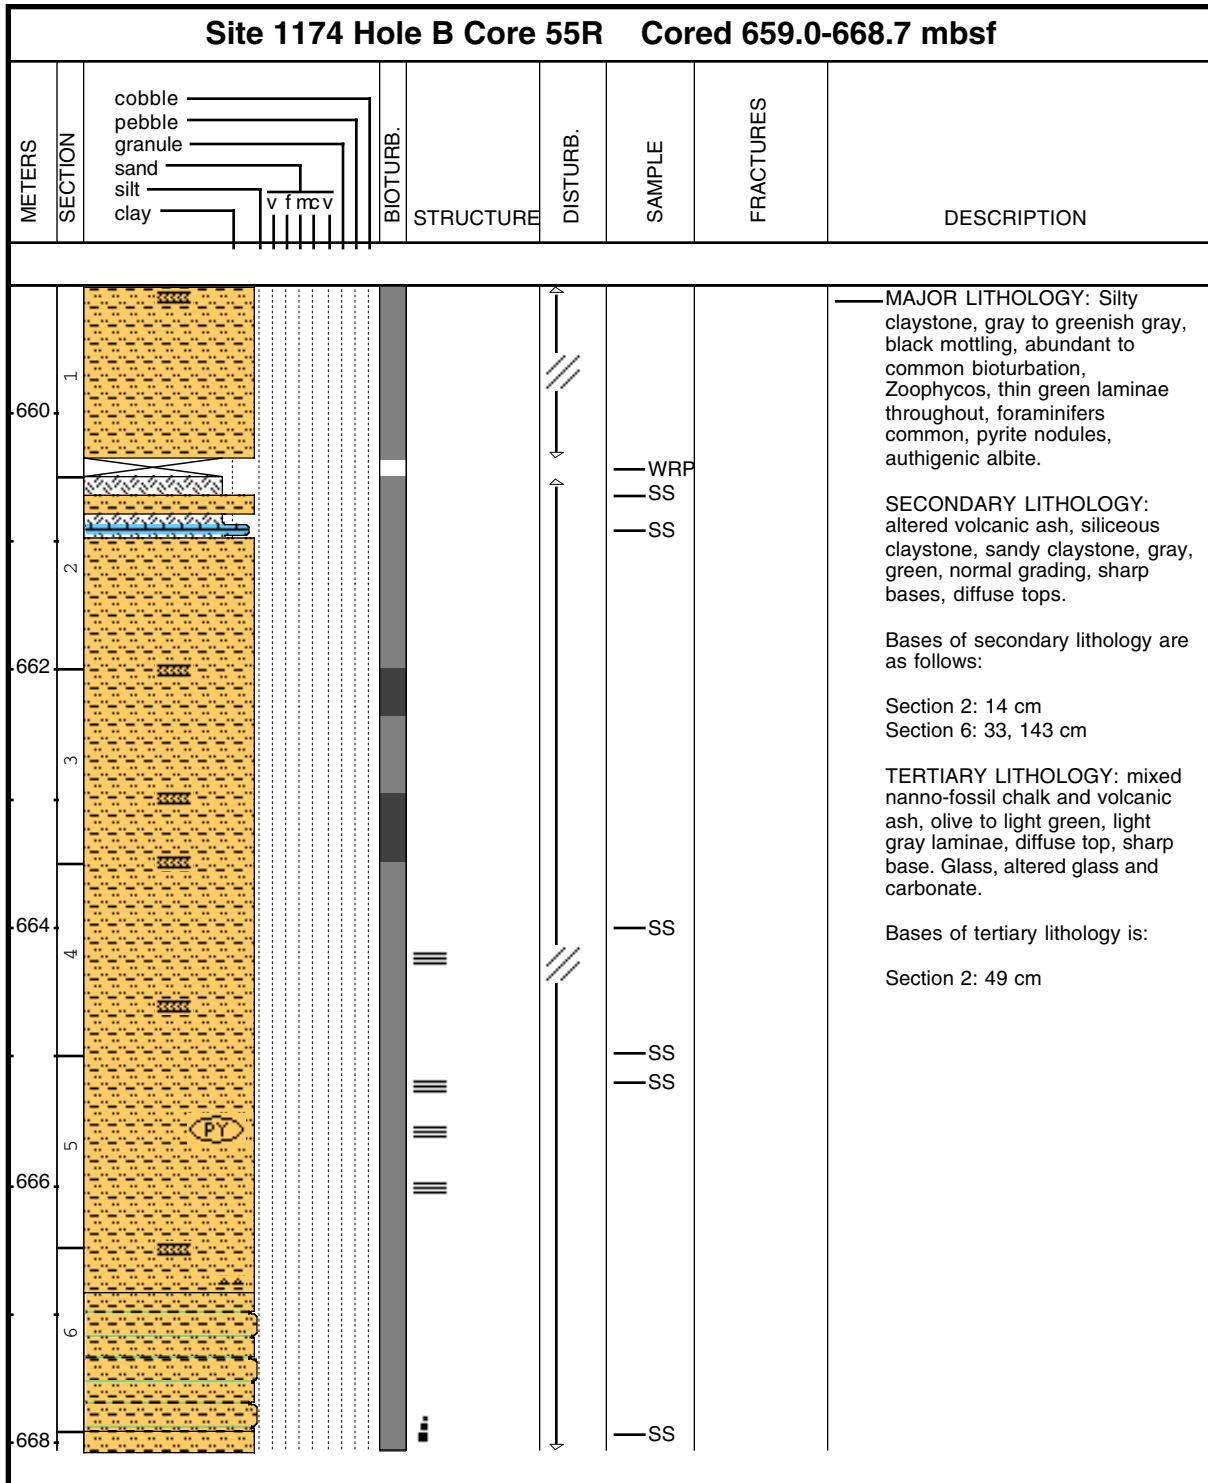 Site 1174 Hole B Core 55R Cored 659.0-668.7 mbsf
METERS
SECTION
cobble
pebble
granule
sand
silt
clay
v f m c v
BIOTURB.
STRUCTURE
DISTURB.
SAMPLE
FRACTURES
DESCRIPTION
660
662
664
666
668
1
2
3
4
5
6
PY
WRP
SS
SS
SS
SS
SS
SS
MAJOR LITHOLOGY: Silty
claystone, gray to greenish gray,
black mottling, abundant to
common bioturbation,
Zoophycos, thin green laminae
throughout, foraminifers
common, pyrite nodules,
authigenic albite.
SECONDARY LITHOLOGY:
altered volcanic ash, siliceous
claystone, sandy claystone, gray,
green, normal grading, sharp
bases, diffuse tops.
Bases of secondary lithology are
as follows:
Section 2: 14 cm
Section 6: 33, 143 cm
TERTIARY LITHOLOGY: mixed
nanno-fossil chalk and volcanic
ash, olive to light green, light
gray laminae, diffuse top, sharp
base. Glass, altered glass and
carbonate.
Bases of tertiary lithology is:
Section 2: 49 cm